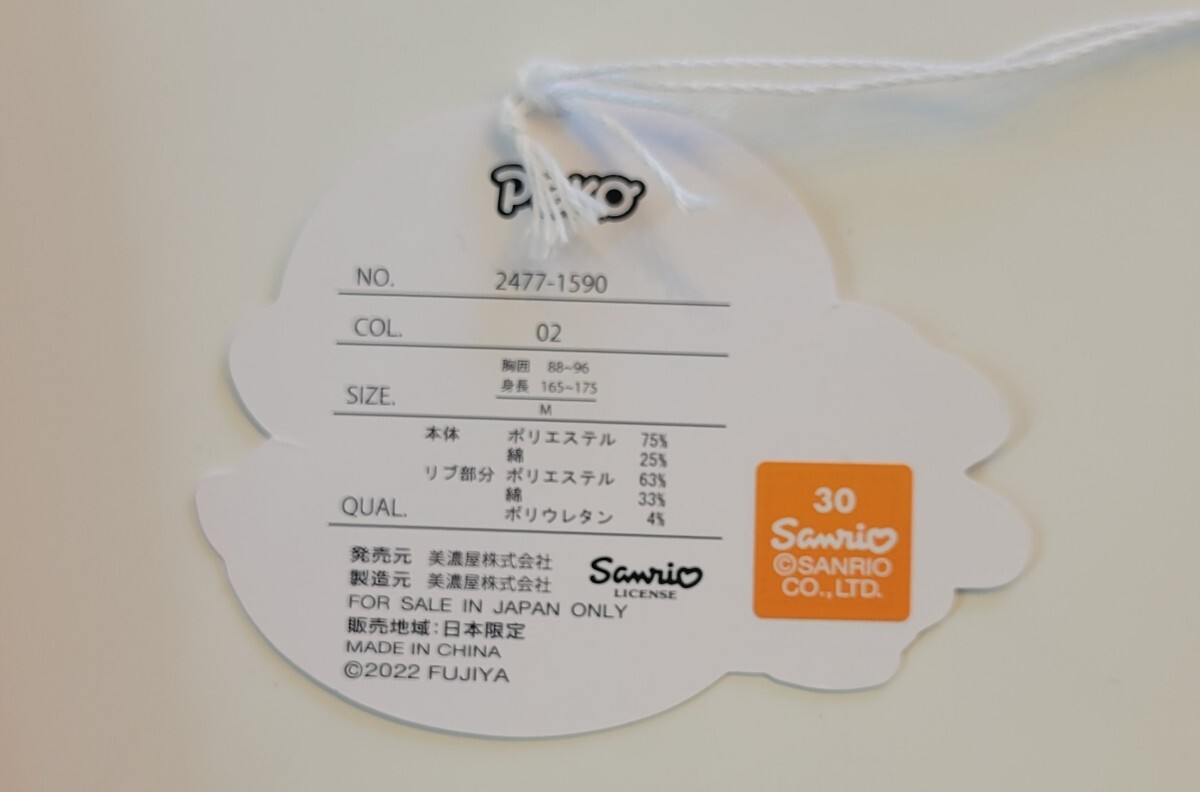 NO. 2477-1590
COL. 02
胸囲 88~96
身長 165~175
SIZE. M
本体 ポリエステル 75%
綿 25%
リブ部分 ポリエステル 63%
綿 33%
QUAL. ポリウレタン 4%
発売元 美濃屋株式会社
製造元 美濃屋株式会社
Sanrio
LICENSE
FOR SALE IN JAPAN ONLY
販売地域:日本限定
MADE IN CHINA
©2022 FUJIYA
30
Sanrio
©SANRIO
CO., LTD.